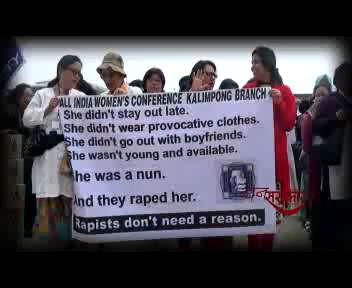 ALL INDIA WOMEN'S CONFERENCE KALIMPONG BRANCH
She didn't stay out late.
She didn't wear provocative clothes.
She didn't go out with boyfriends.
She wasn't young and available.
She was a nun.
And they raped her.
Rapists don't need a reason.